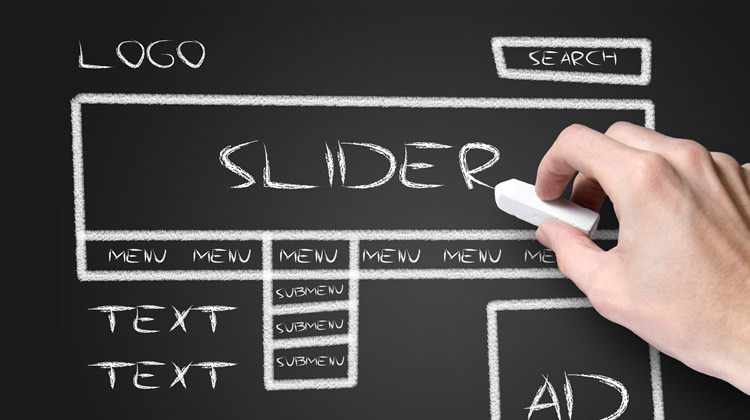 LOGO
SEARCH
SLIDER
MENU MENU MENU MENU MENU
SUBMENU
SUBMENU
SUBMENU
TEXT
TEXT
AD